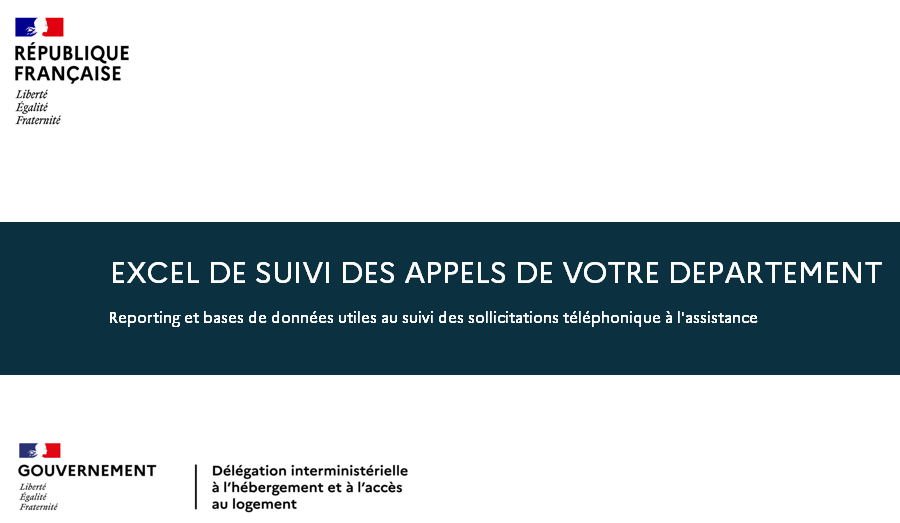 RÉPUBLIQUE
FRANÇAISE
Liberté
Égalité
Fraternité
EXCEL DE SUIVI DES APPELS DE VOTRE DEPARTEMENT
Reporting et bases de données utiles au suivi des sollicitations téléphonique à l'assistance
GOUVERNEMENT
Liberté
Égalité
Fraternité
Délégation interministérielle
à l'hébergement et à l'accès
au logement